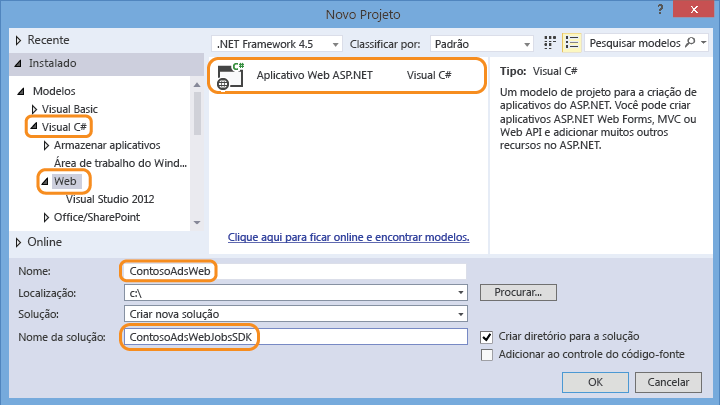 Novo Projeto
?
X
Recente
Instalado
Modelos
Visual Basic
Visual C#
Armazenar aplicativos
Área de trabalho do Wind...
Web
Visual Studio 2012
Office/SharePoint
Online
.NET Framework 4.5
Classificar por:
Padrão
Pesquisar modelos
C#
Aplicativo Web ASP.NET
Visual C#
Clique aqui para ficar online e encontrar modelos.
Tipo: Visual C#
Um modelo de projeto para a criação de
aplicativos do ASP.NET. Você pode criar
aplicativos ASP.NET Web Forms, MVC ou
Web API e adicionar muitos outros
recursos no ASP.NET.
Nome:
ContosoAdsWeb
Localização:
c:\
Procurar...
Solução:
Criar nova solução
Nome da solução:
ContosoAdsWebJobsSDK
Criar diretório para a solução
Adicionar ao controle do código-fonte
OK
Cancelar